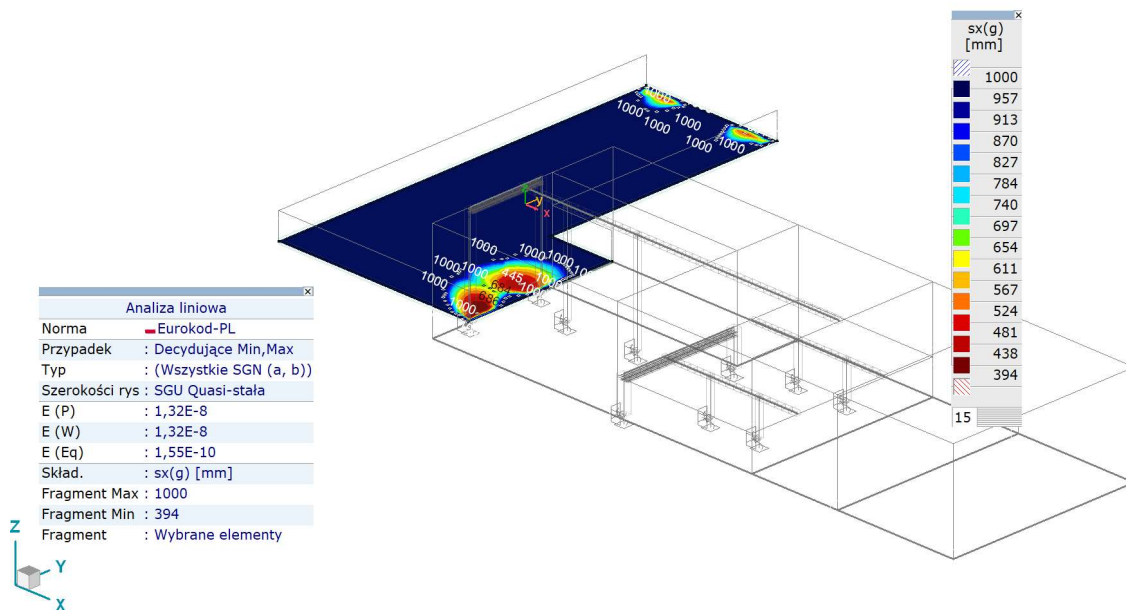 sx(g)
[mm]
1000
957
913
870
827
784
740
697
654
611
567
524
481
438
394
15
1000
1000
1000
1000
1000
1000
1000
1000
1000
1000
1000
445
1000
1000
Z
Y
X
Analiza liniowa
Norma Eurokod-PL
Przypadek : Decydujące Min,Max
Typ : (Wszystkie SGN (a, b))
Szerokości rys : SGU Quasi-stała
E (P) : 1,32E-8
E (W) : 1,32E-8
E (Eq) : 1,55E-10
Skład. : sx(g) [mm]
Fragment Max : 1000
Fragment Min : 394
Fragment : Wybrane elementy
Z
Y
X